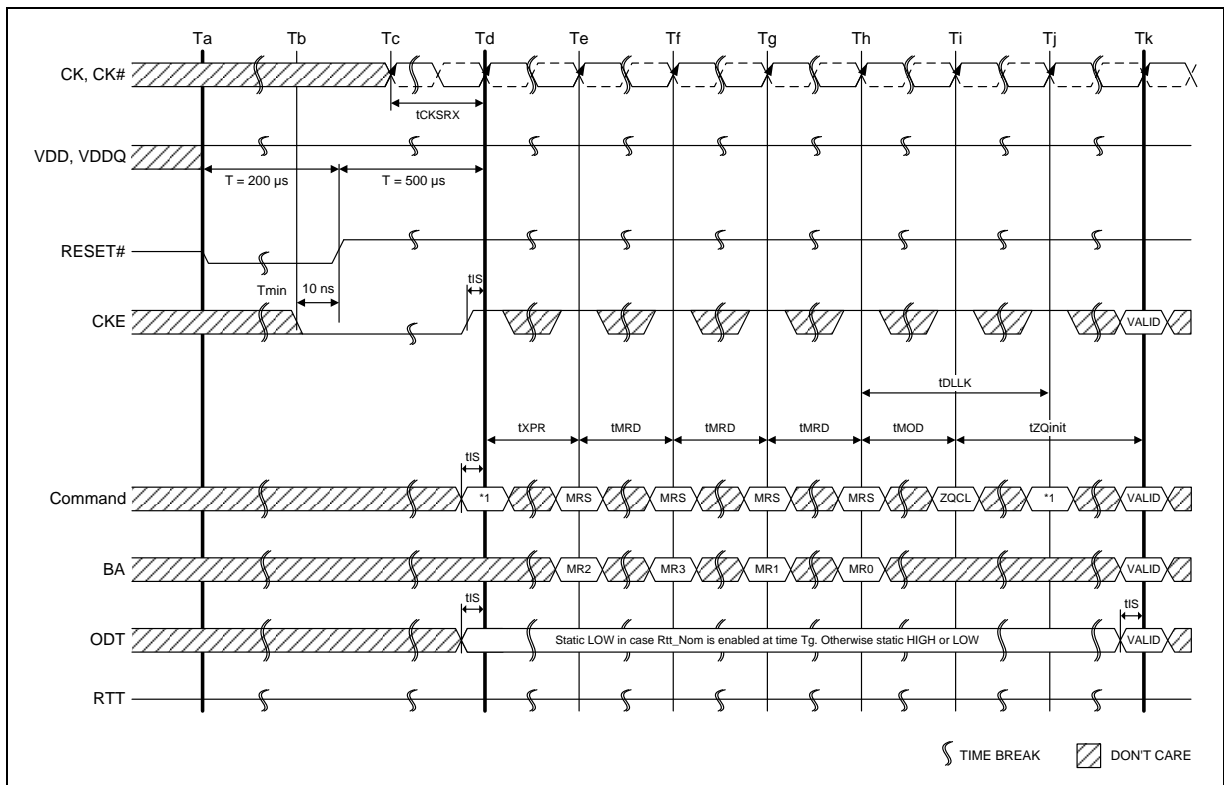 Ta Tb Tc Td Te Tf Tg Th Ti Tj Tk
CK, CK#
tCKSRX
VDD, VDDQ
T = 200 µs T = 500 µs
RESET#
Tmin 10 ns tIS
CKE VALID
tDLLK
tXPR tMRD tMRD tMRD tMOD tZQinit
tIS
Command *1 MRS MRS MRS MRS ZQCL *1 VALID
BA MR2 MR3 MR1 MR0 VALID
tIS tIS
ODT Static LOW in case Rtt_Nom is enabled at time Tg. Otherwise static HIGH or LOW VALID
RTT
TIME BREAK DON'T CARE